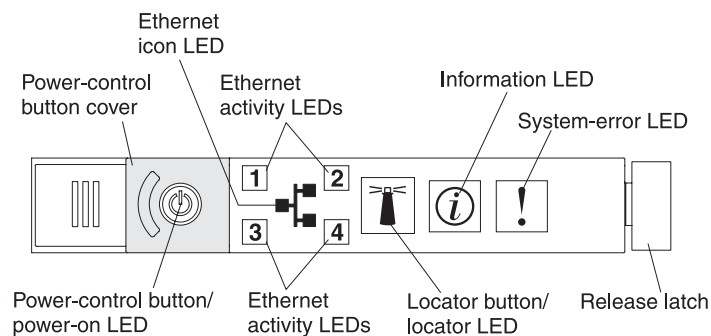 Ethernet
icon LED
Power-control
button cover
Ethernet
activity LEDs
Information LED
System-error LED
1
2
i
!
3
4
Power-control button/
power-on LED
Ethernet
activity LEDs
Locator button/
locator LED
Release latch